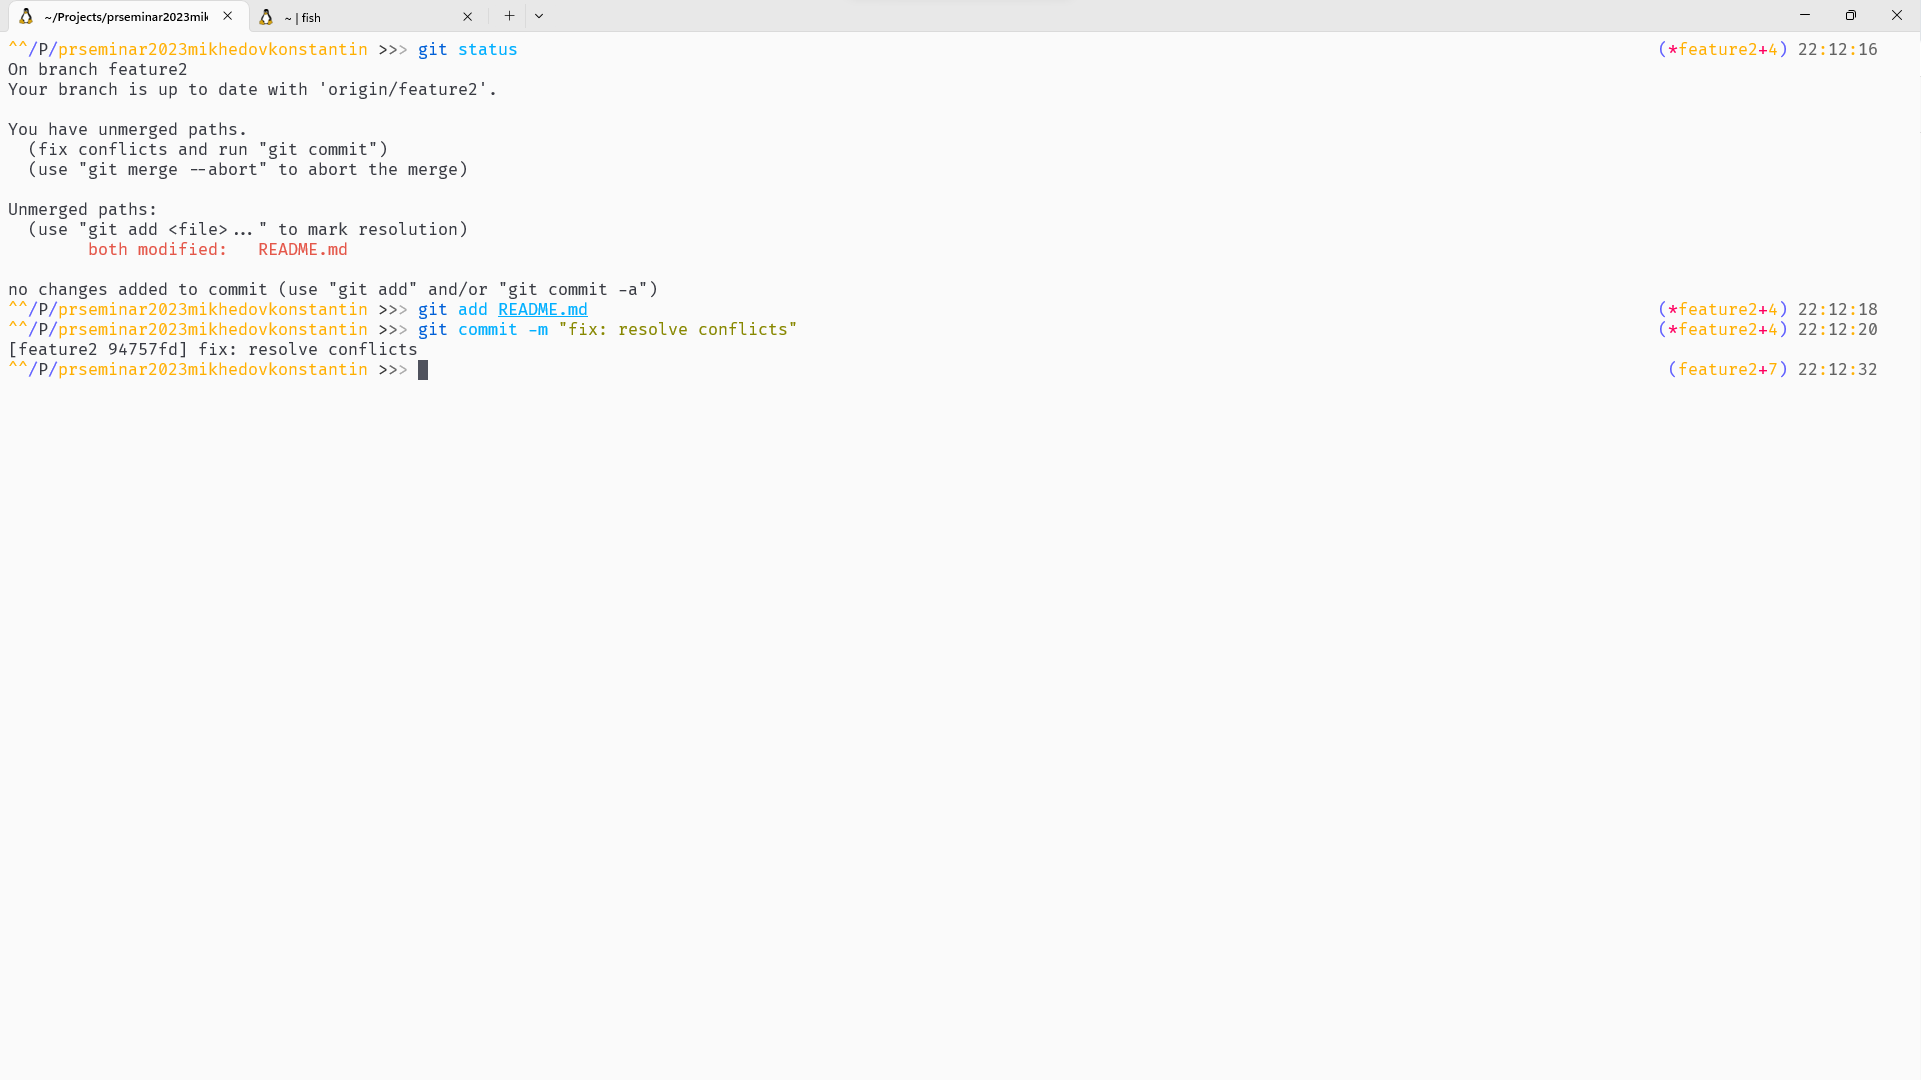 ~/Projects/prseminar2023mik
~ | fish
^^/P/prseminar2023mikhedovkonstantin >>> git status (*feature2+4) 22:12:16
On branch feature2
Your branch is up to date with 'origin/feature2'.
You have unmerged paths.
(fix conflicts and run "git commit")
(use "git merge --abort" to abort the merge)
Unmerged paths:
(use "git add <file>..." to mark resolution)
both modified: README.md
no changes added to commit (use "git add" and/or "git commit -a")
^^/P/prseminar2023mikhedovkonstantin >>> git add README.md (*feature2+4) 22:12:18
^^/P/prseminar2023mikhedovkonstantin >>> git commit -m "fix: resolve conflicts" (*feature2+4) 22:12:20
[feature2 94757fd] fix: resolve conflicts
^^/P/prseminar2023mikhedovkonstantin >>> (feature2+7) 22:12:32